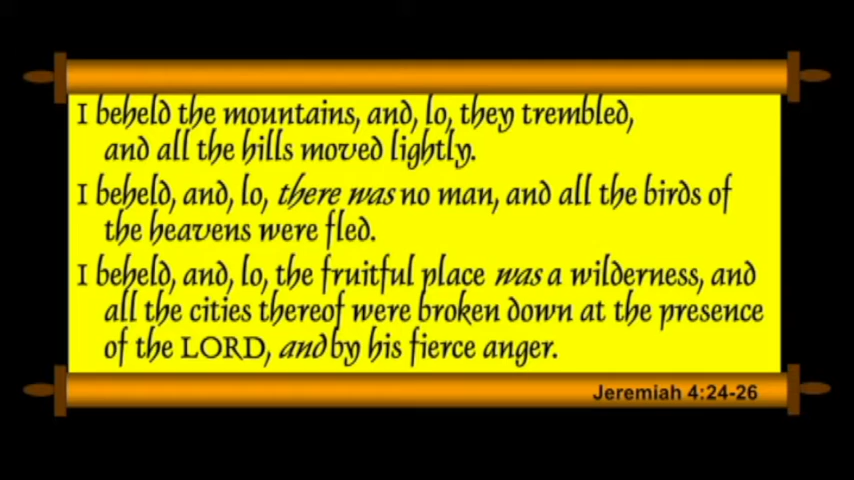 I beheld the mountains, and, lo, they trembled,
and all the hills moved lightly.
I beheld, and, lo, there was no man, and all the birds of
the heavens were fled.
I beheld, and, lo, the fruitful place was a wilderness, and
all the cities thereof were broken down at the presence
of the LORD, and by his fierce anger.
Jeremiah 4:24-26